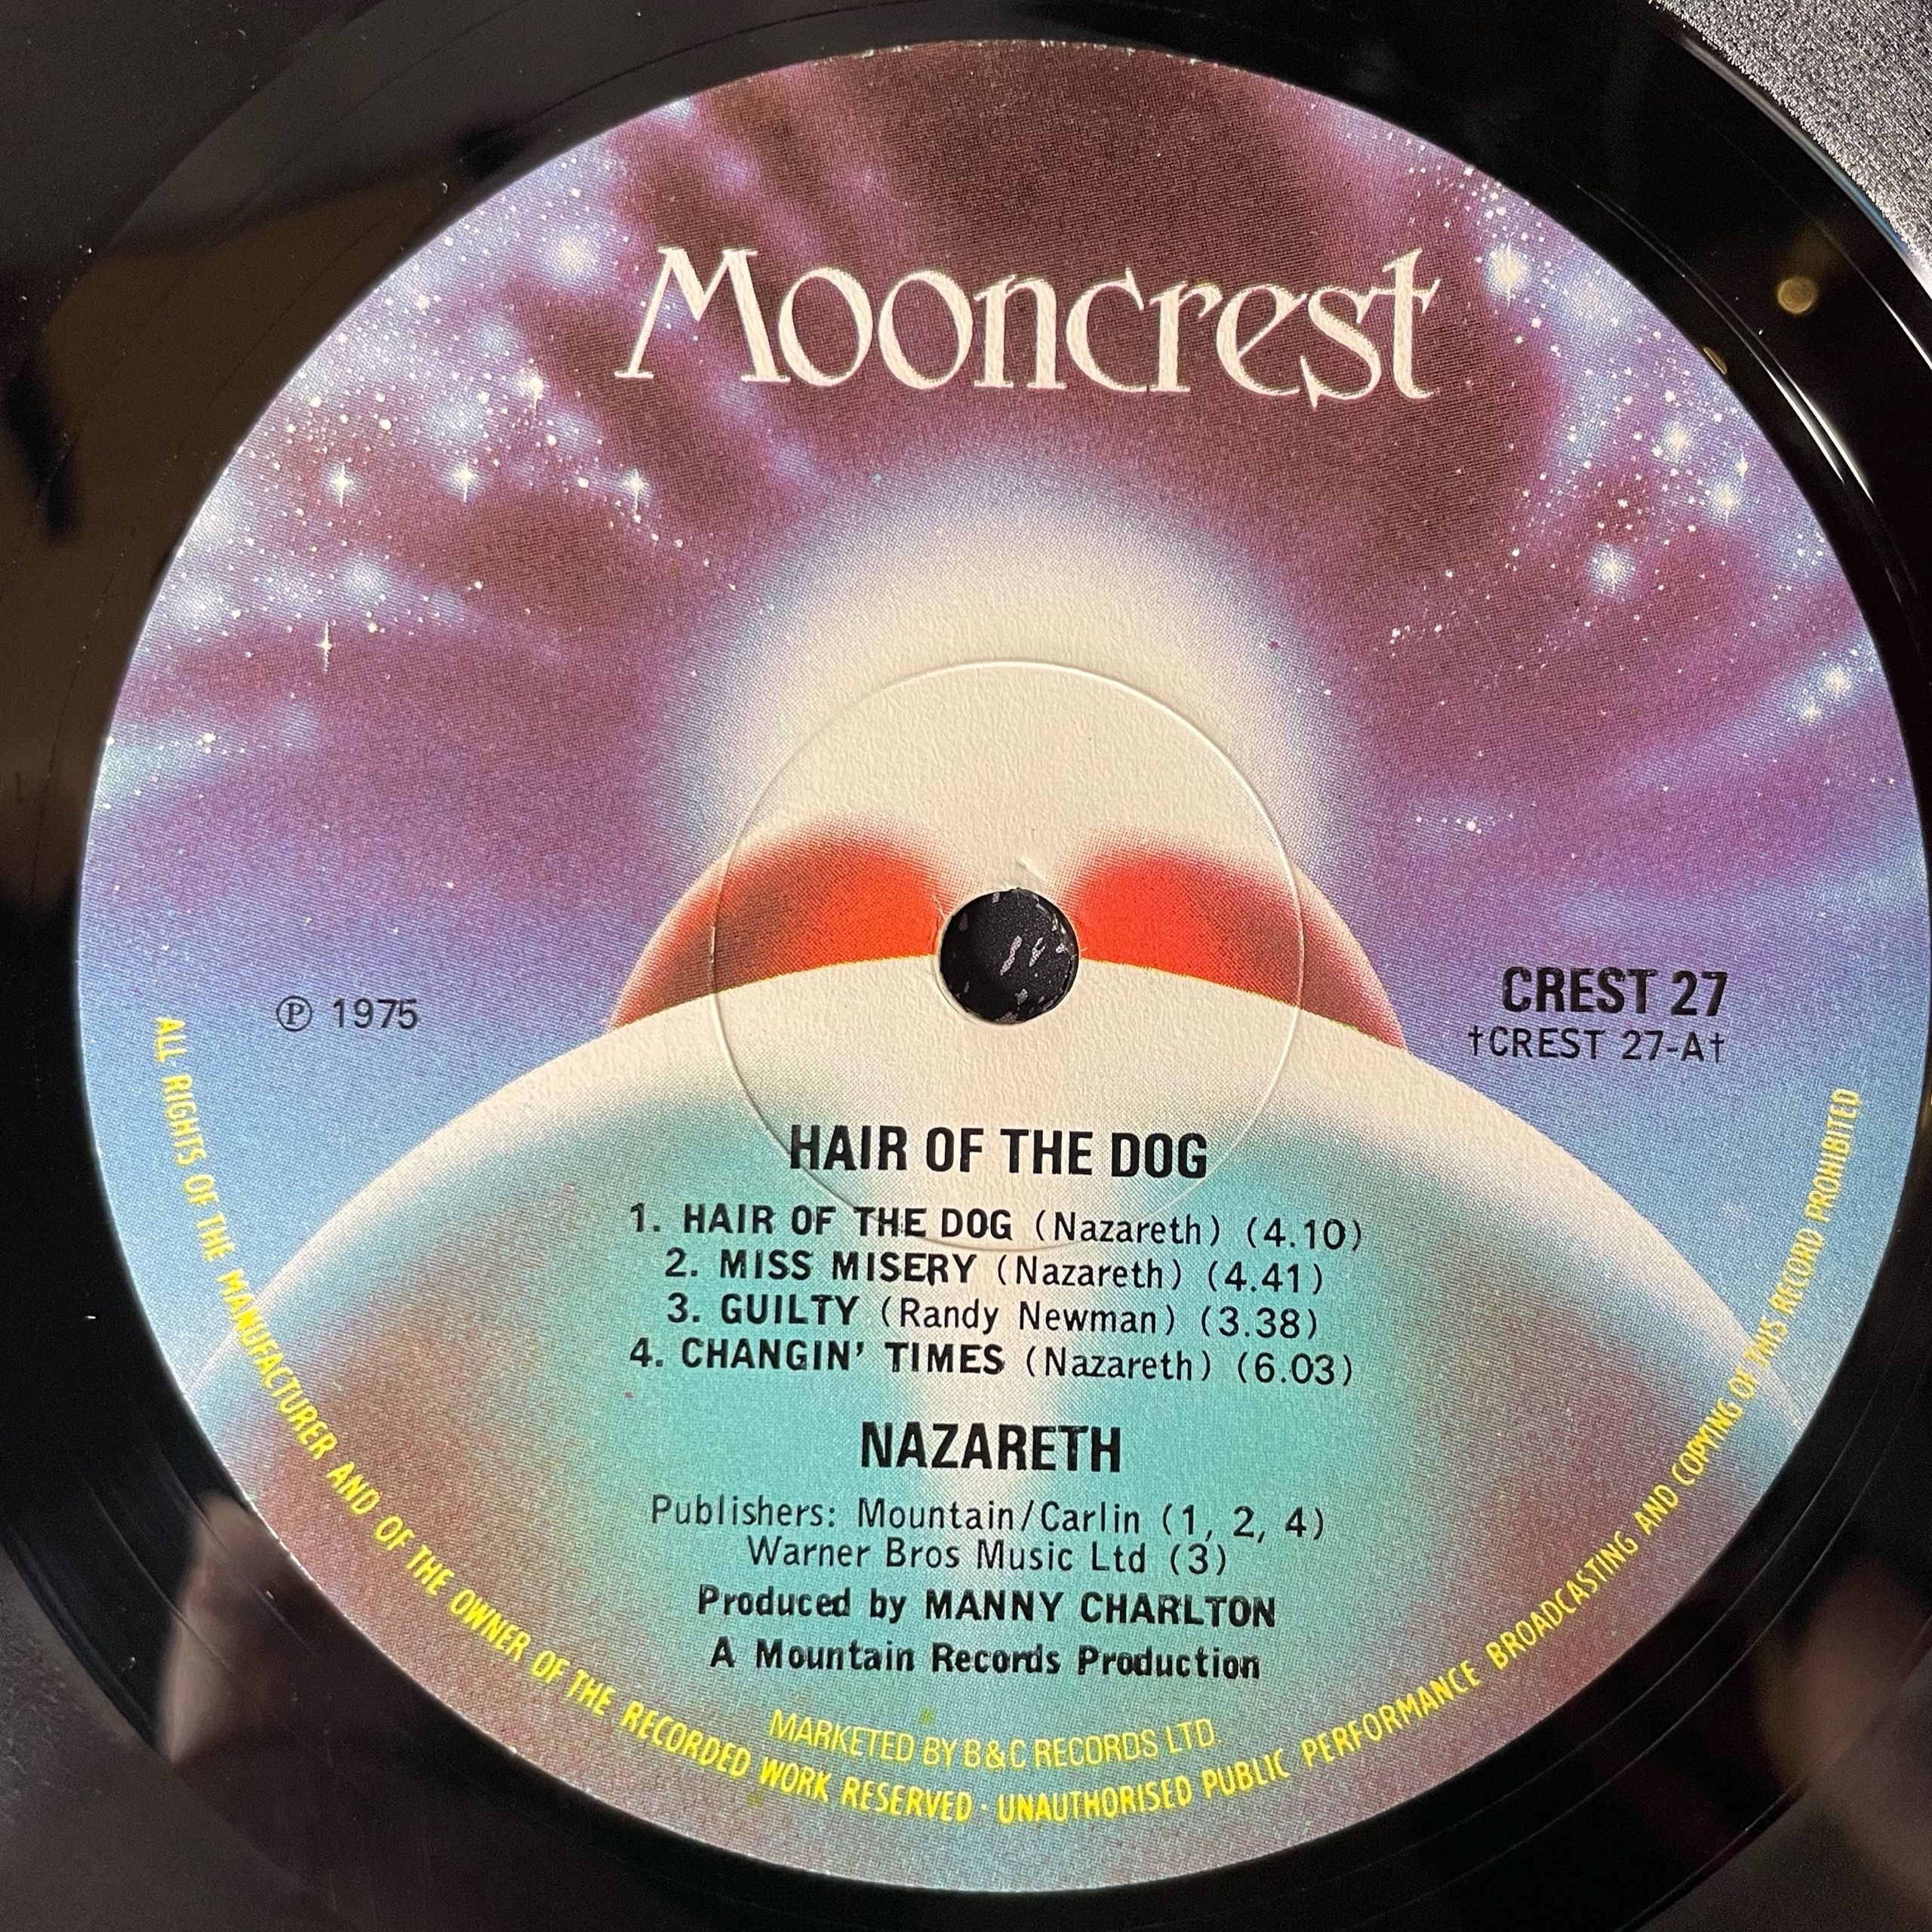 Mooncrest
℗ 1975
CREST 27
†CREST 27-A†
HAIR OF THE DOG
1. HAIR OF THE DOG (Nazareth) (4.10)
2. MISS MISERY (Nazareth) (4.41)
3. GUILTY (Randy Newman) (3.38)
4. CHANGIN' TIMES (Nazareth) (6.03)
NAZARETH
Publishers: Mountain/Carlin (1, 2, 4)
Warner Bros Music Ltd (3)
Produced by MANNY CHARLTON
A Mountain Records Production
MARKETED BY B&C RECORDS LTD.
ALL RIGHTS OF THE MANUFACTURER AND OF THE OWNER OF THE RECORDED WORK RESERVED · UNAUTHORISED PUBLIC PERFORMANCE BROADCASTING AND COPYING OF THIS RECORD PROHIBITED